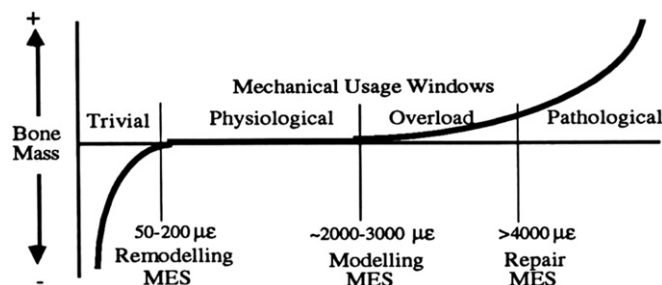 +
Mechanical Usage Windows
Trivial
Physiological
Overload
Pathological
Bone
Mass
-
50-200 µε
Remodelling
MES
~2000-3000 µε
Modelling
MES
>4000 µε
Repair
MES